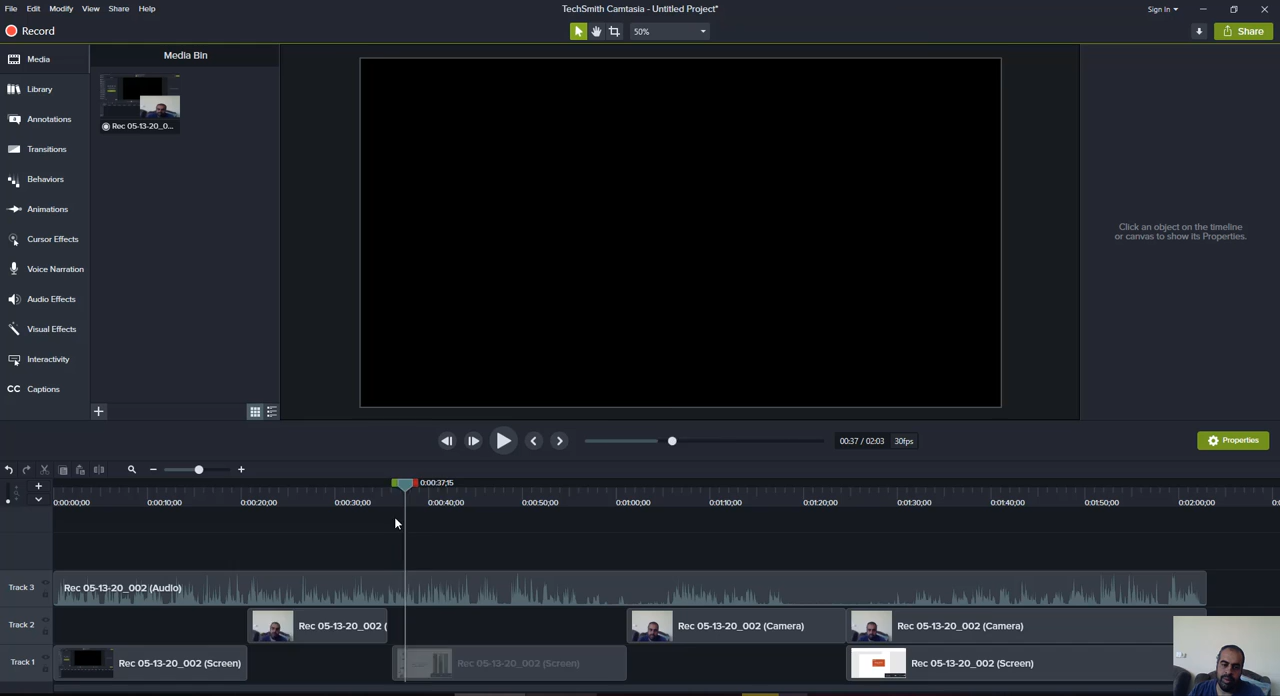 File Edit Modify View Share Help
TechSmith Camtasia - Untitled Project*
Sign In
Record
50%
Share
Media
Media Bin
Library
Annotations
Transitions
Behaviors
Animations
Cursor Effects
Voice Narration
Audio Effects
Visual Effects
Interactivity
CC Captions
Rec 05-13-20_0...
Click an object on the timeline
or canvas to show its Properties.
00:37 / 02:03 30fps
Properties
0:00:37;15
0:00:00;00 0:00:10;00 0:00:20;00 0:00:30;00 0:00:40;00 0:00:50;00 0:01:00;00 0:01:10;00 0:01:20;00 0:01:30;00 0:01:40;00 0:01:50;00 0:02:00;00
Track 3 Rec 05-13-20_002 (Audio)
Track 2 Rec 05-13-20_002 ( Rec 05-13-20_002 (Camera) Rec 05-13-20_002 (Camera)
Track 1 Rec 05-13-20_002 (Screen) Rec 05-13-20_002 (Screen) Rec 05-13-20_002 (Screen)